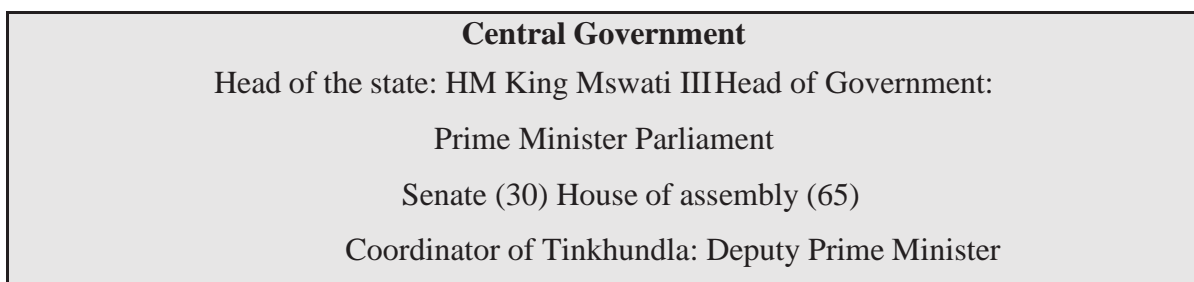 Central Government
Head of the state: HM King Mswati IIIHead of Government:
Prime Minister Parliament
Senate (30) House of assembly (65)
Coordinator of Tinkhundla: Deputy Prime Minister